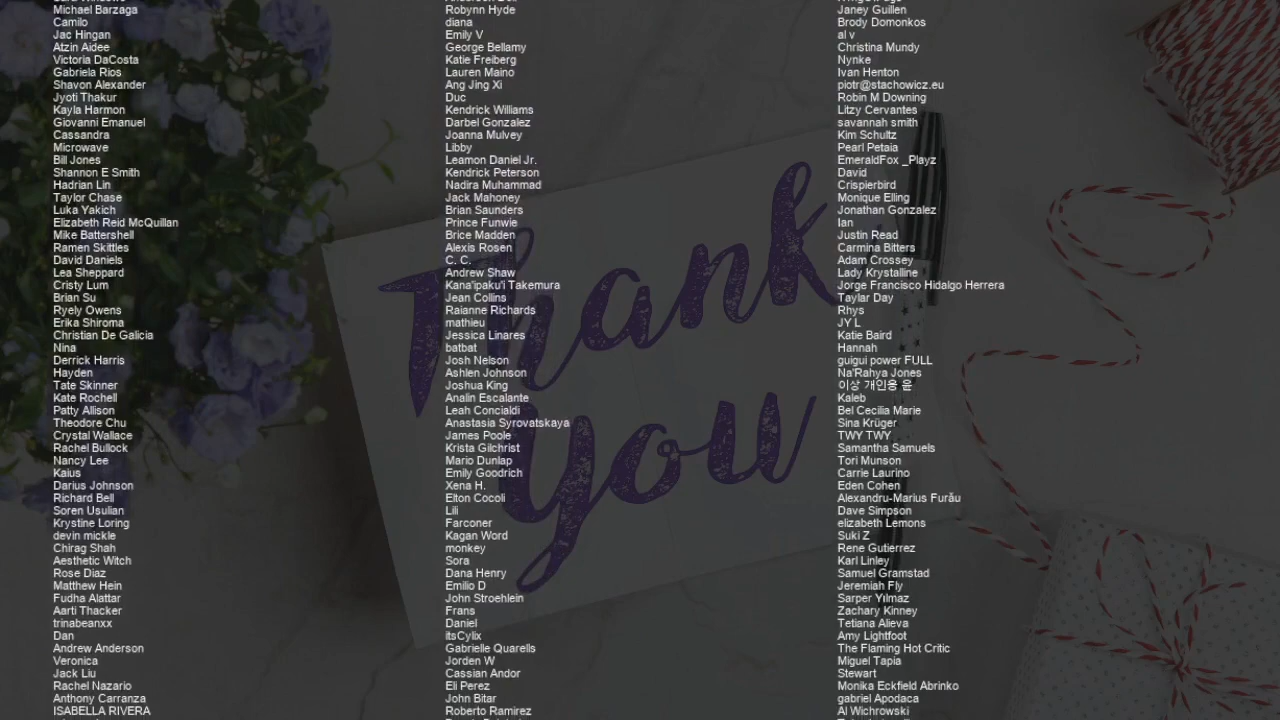 Michael Barzaga
Camilo
Jac Hingan
Atzin Aidee
Victoria DaCosta
Gabriela Rios
Shavon Alexander
Jyoti Thakur
Kayla Harmon
Giovanni Emanuel
Cassandra
Microwave
Bill Jones
Shannon E Smith
Hadrian Lin
Taylor Chase
Luka Yakich
Elizabeth Reid McQuillan
Mike Battershell
Ramen Skittles
David Daniels
Lea Sheppard
Cristy Lum
Brian Su
Ryely Owens
Erika Shiroma
Christian De Galicia
Nina
Derrick Harris
Hayden
Tate Skinner
Kate Rochell
Patty Allison
Theodore Chu
Crystal Wallace
Rachel Bullock
Nancy Lee
Kaius
Darius Johnson
Richard Bell
Soren Usulian
Krystine Loring
devin mickle
Chirag Shah
Aesthetic Witch
Rose Diaz
Matthew Hein
Fudha Alattar
Aarti Thacker
trinabeanxx
Dan
Andrew Anderson
Veronica
Jack Liu
Rachel Nazario
Anthony Carranza
ISABELLA RIVERA
Robynn Hyde
diana
Emily V
George Bellamy
Katie Freiberg
Lauren Maino
Ang Jing Xi
Duc
Kendrick Williams
Darbel Gonzalez
Joanna Mulvey
Libby
Leamon Daniel Jr.
Kendrick Peterson
Nadira Muhammad
Jack Mahoney
Brian Saunders
Prince Funwie
Brice Madden
Alexis Rosen
C. C.
Andrew Shaw
Kana'ipaku'i Takemura
Jean Collins
Raianne Richards
mathieu
Jessica Linares
batbat
Josh Nelson
Ashlen Johnson
Joshua King
Analin Escalante
Leah Concialdi
Anastasia Syrovatskaya
James Poole
Krista Gilchrist
Mario Dunlap
Emily Goodrich
Xena H.
Elton Cocoli
Lili
Farconer
Kagan Word
monkey
Sora
Dana Henry
Emilio D
John Stroehlein
Frans
Daniel
itsCylix
Gabrielle Quarells
Jorden W
Cassian Andor
Eli Perez
John Bitar
Roberto Ramirez
Janey Guillen
Brody Domonkos
al v
Christina Mundy
Nynke
Ivan Henton
piotr@stachowicz.eu
Robin M Downing
Litzy Cervantes
savannah smith
Kim Schultz
Pearl Petaia
EmeraldFox _Playz
David
Crispierbird
Monique Elling
Jonathan Gonzalez
Ian
Justin Read
Carmina Bitters
Adam Crossey
Lady Krystalline
Jorge Francisco Hidalgo Herrera
Taylar Day
Rhys
JY L
Katie Baird
Hannah
guigui power FULL
Na'Rahya Jones
이상 개인용 윤
Kaleb
Bel Cecilia Marie
Sina Krüger
TWY TWY
Samantha Samuels
Tori Munson
Carrie Laurino
Eden Cohen
Alexandru-Marius Furău
Dave Simpson
elizabeth Lemons
Suki Z
Rene Gutierrez
Karl Linley
Samuel Gramstad
Jeremiah Fly
Sarper Yılmaz
Zachary Kinney
Tetiana Alieva
Amy Lightfoot
The Flaming Hot Critic
Miguel Tapia
Stewart
Monika Eckfield Abrinko
gabriel Apodaca
Al Wichrowski
Thank
you